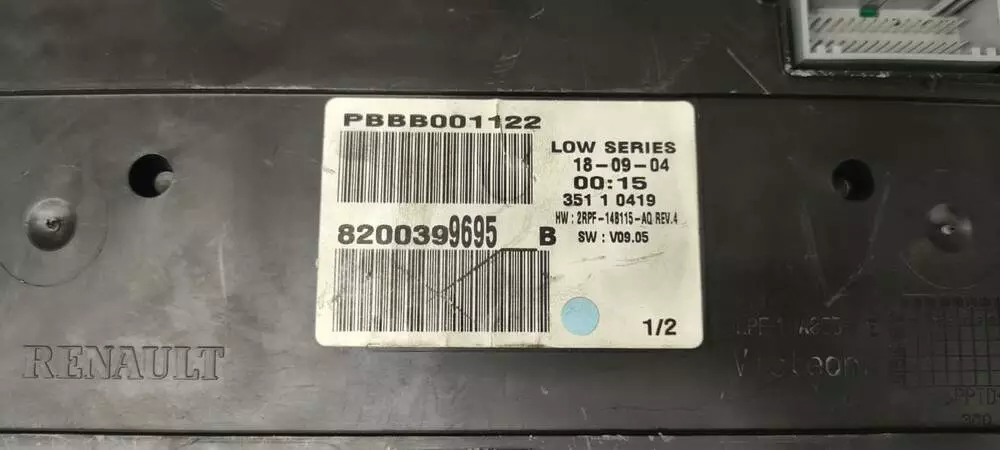 PBBB001122
LOW SERIES
18-09-04
00:15
351 1 0419
HW : 2RPF-14B115-AQ REV.4
SW : V09.05
8200399695 B
1/2
RENAULT
Visteon